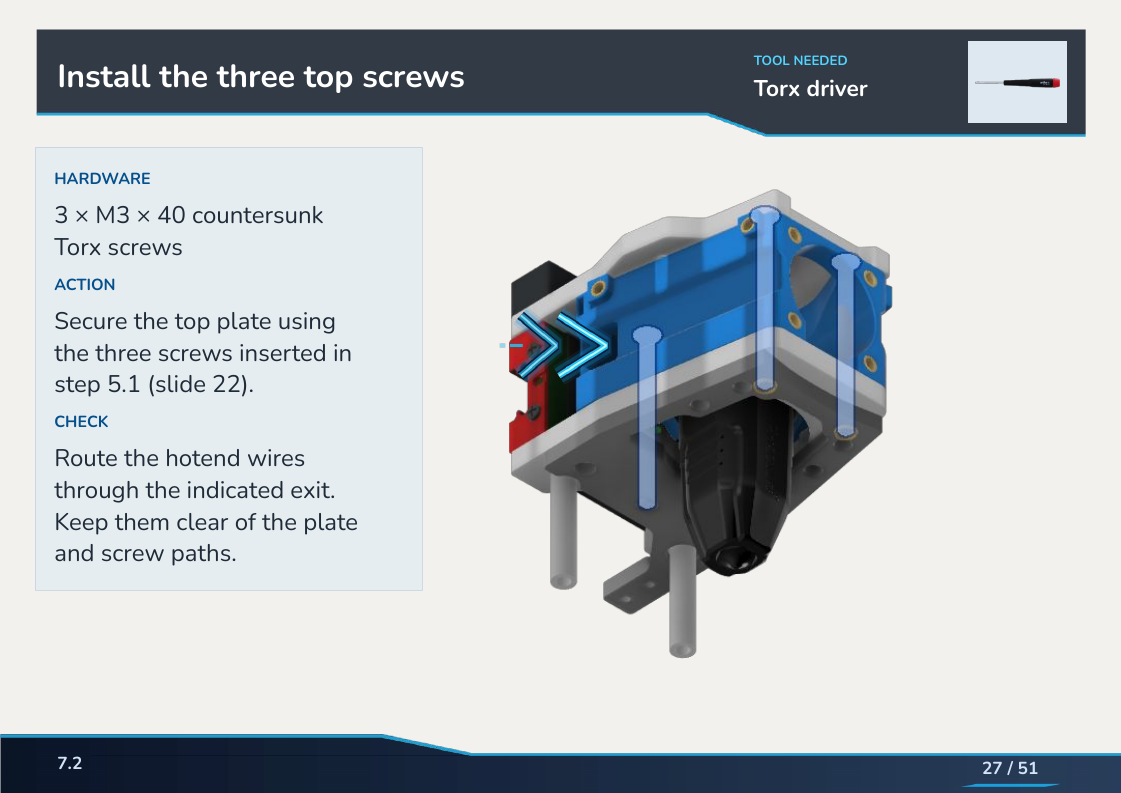 Install the three top screws
TOOL NEEDED
Torx driver
HARDWARE
3 × M3 × 40 countersunk
Torx screws
ACTION
Secure the top plate using
the three screws inserted in
step 5.1 (slide 22).
CHECK
Route the hotend wires
through the indicated exit.
Keep them clear of the plate
and screw paths.
7.2
27 / 51